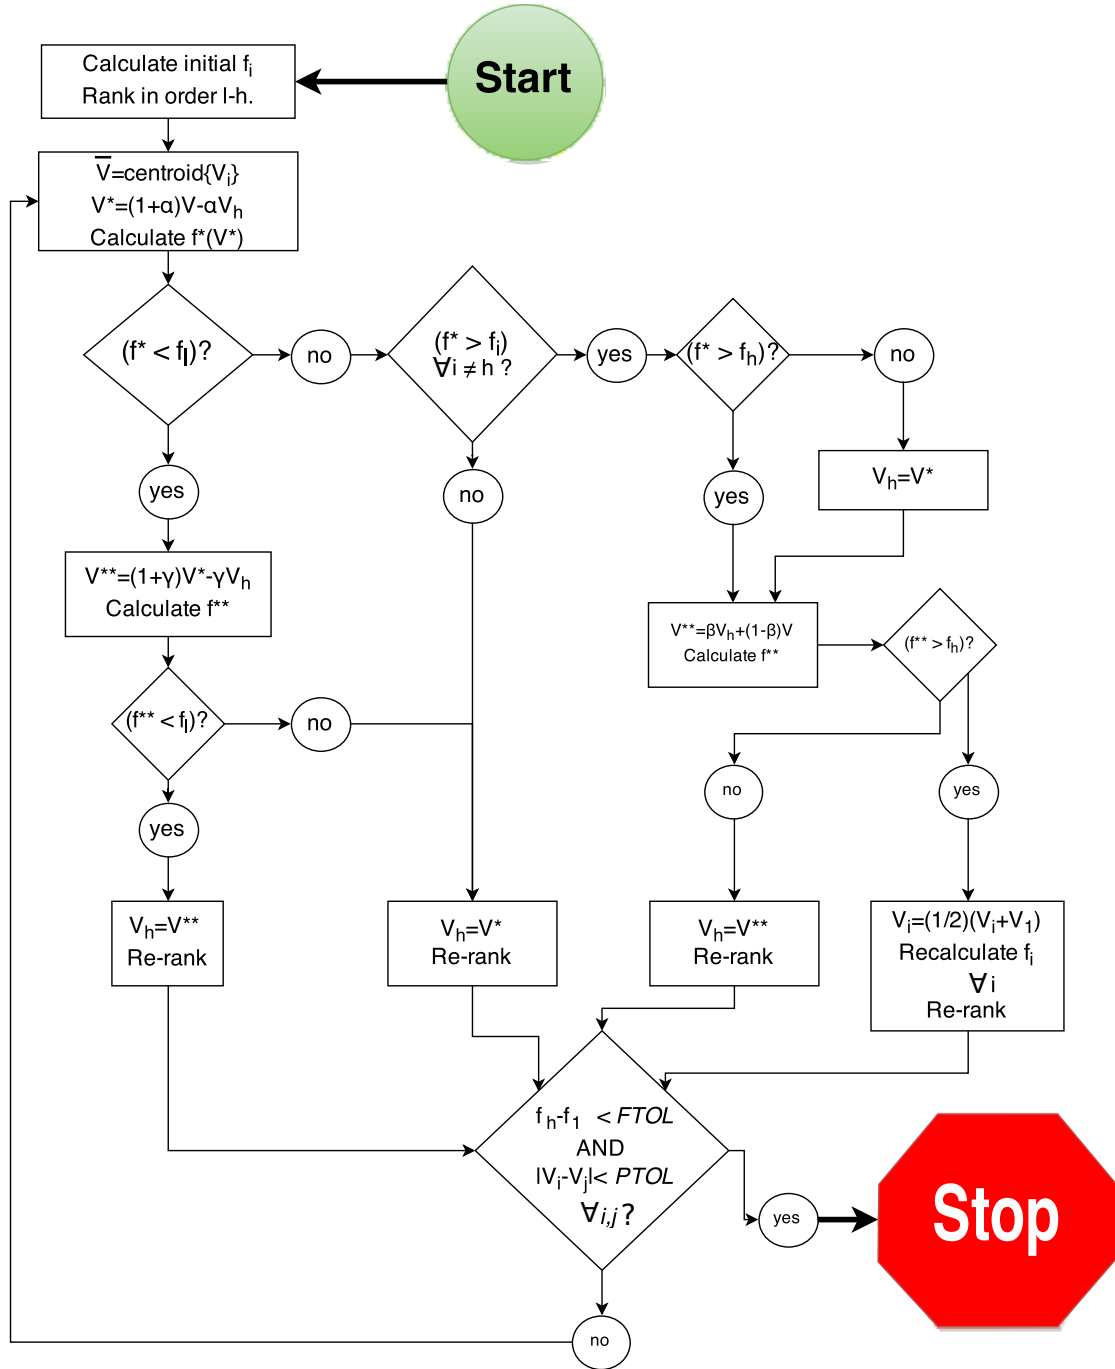 Start
Calculate initial fᵢ
Rank in order l-h.
V̅=centroid{Vᵢ}
V*=(1+α)V-αVₕ
Calculate f*(V*)
(f* < fₗ)?
no
(f* > fᵢ)
∀i ≠ h ?
yes
(f* > fₕ)?
no
yes
no
yes
Vₕ=V*
V**=(1+γ)V*-γVₕ
Calculate f**
V**=βVₕ+(1-β)V
Calculate f**
(f** > fₕ)?
(f** < fₗ)?
no
no
yes
yes
Vₕ=V**
Re-rank
Vₕ=V*
Re-rank
Vₕ=V**
Re-rank
Vᵢ=(1/2)(Vᵢ+V₁)
Recalculate fᵢ
∀ i
Re-rank
fₕ-f₁ < FTOL
AND
|Vᵢ-Vⱼ|< PTOL
∀i,j ?
yes
Stop
no